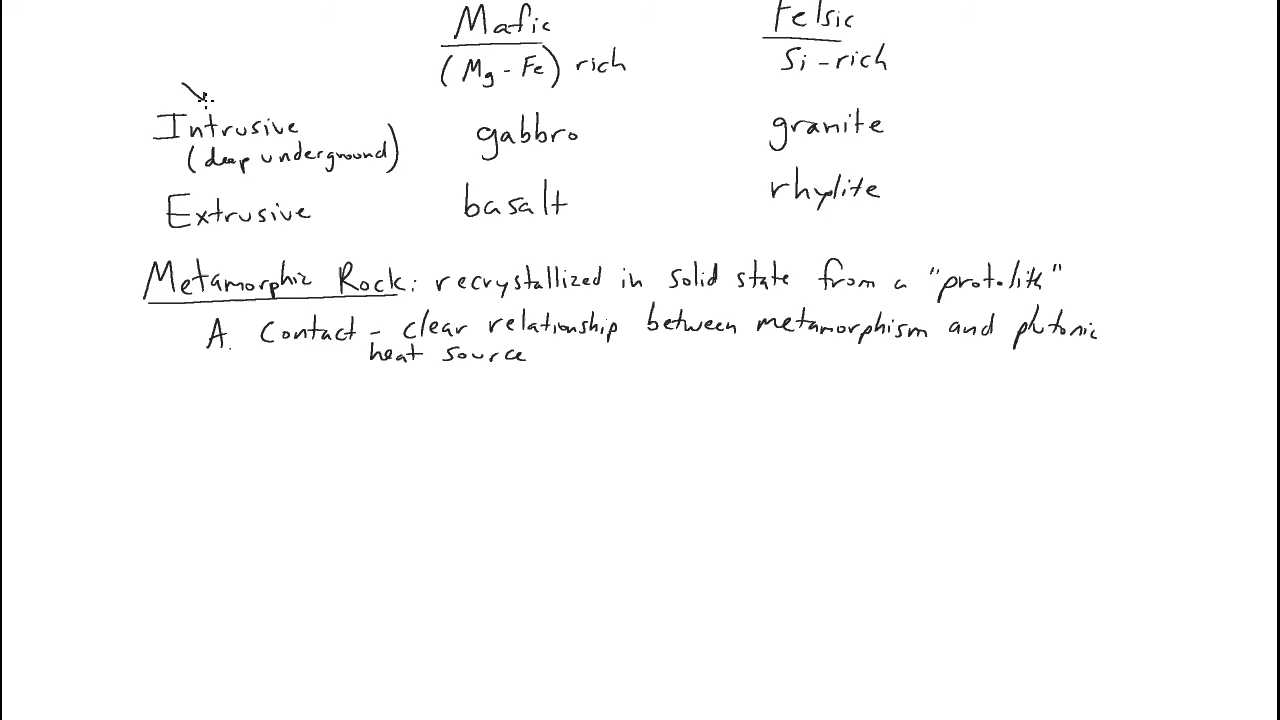 Mafic Felsic
(Mg - Fe) rich Si - rich
Intrusive gabbro granite
(deep underground)
Extrusive basalt rhylite
Metamorphic Rock: recrystallized in solid state from a "protolith"
A. Contact - clear relationship between metamorphism and plutonic
heat source